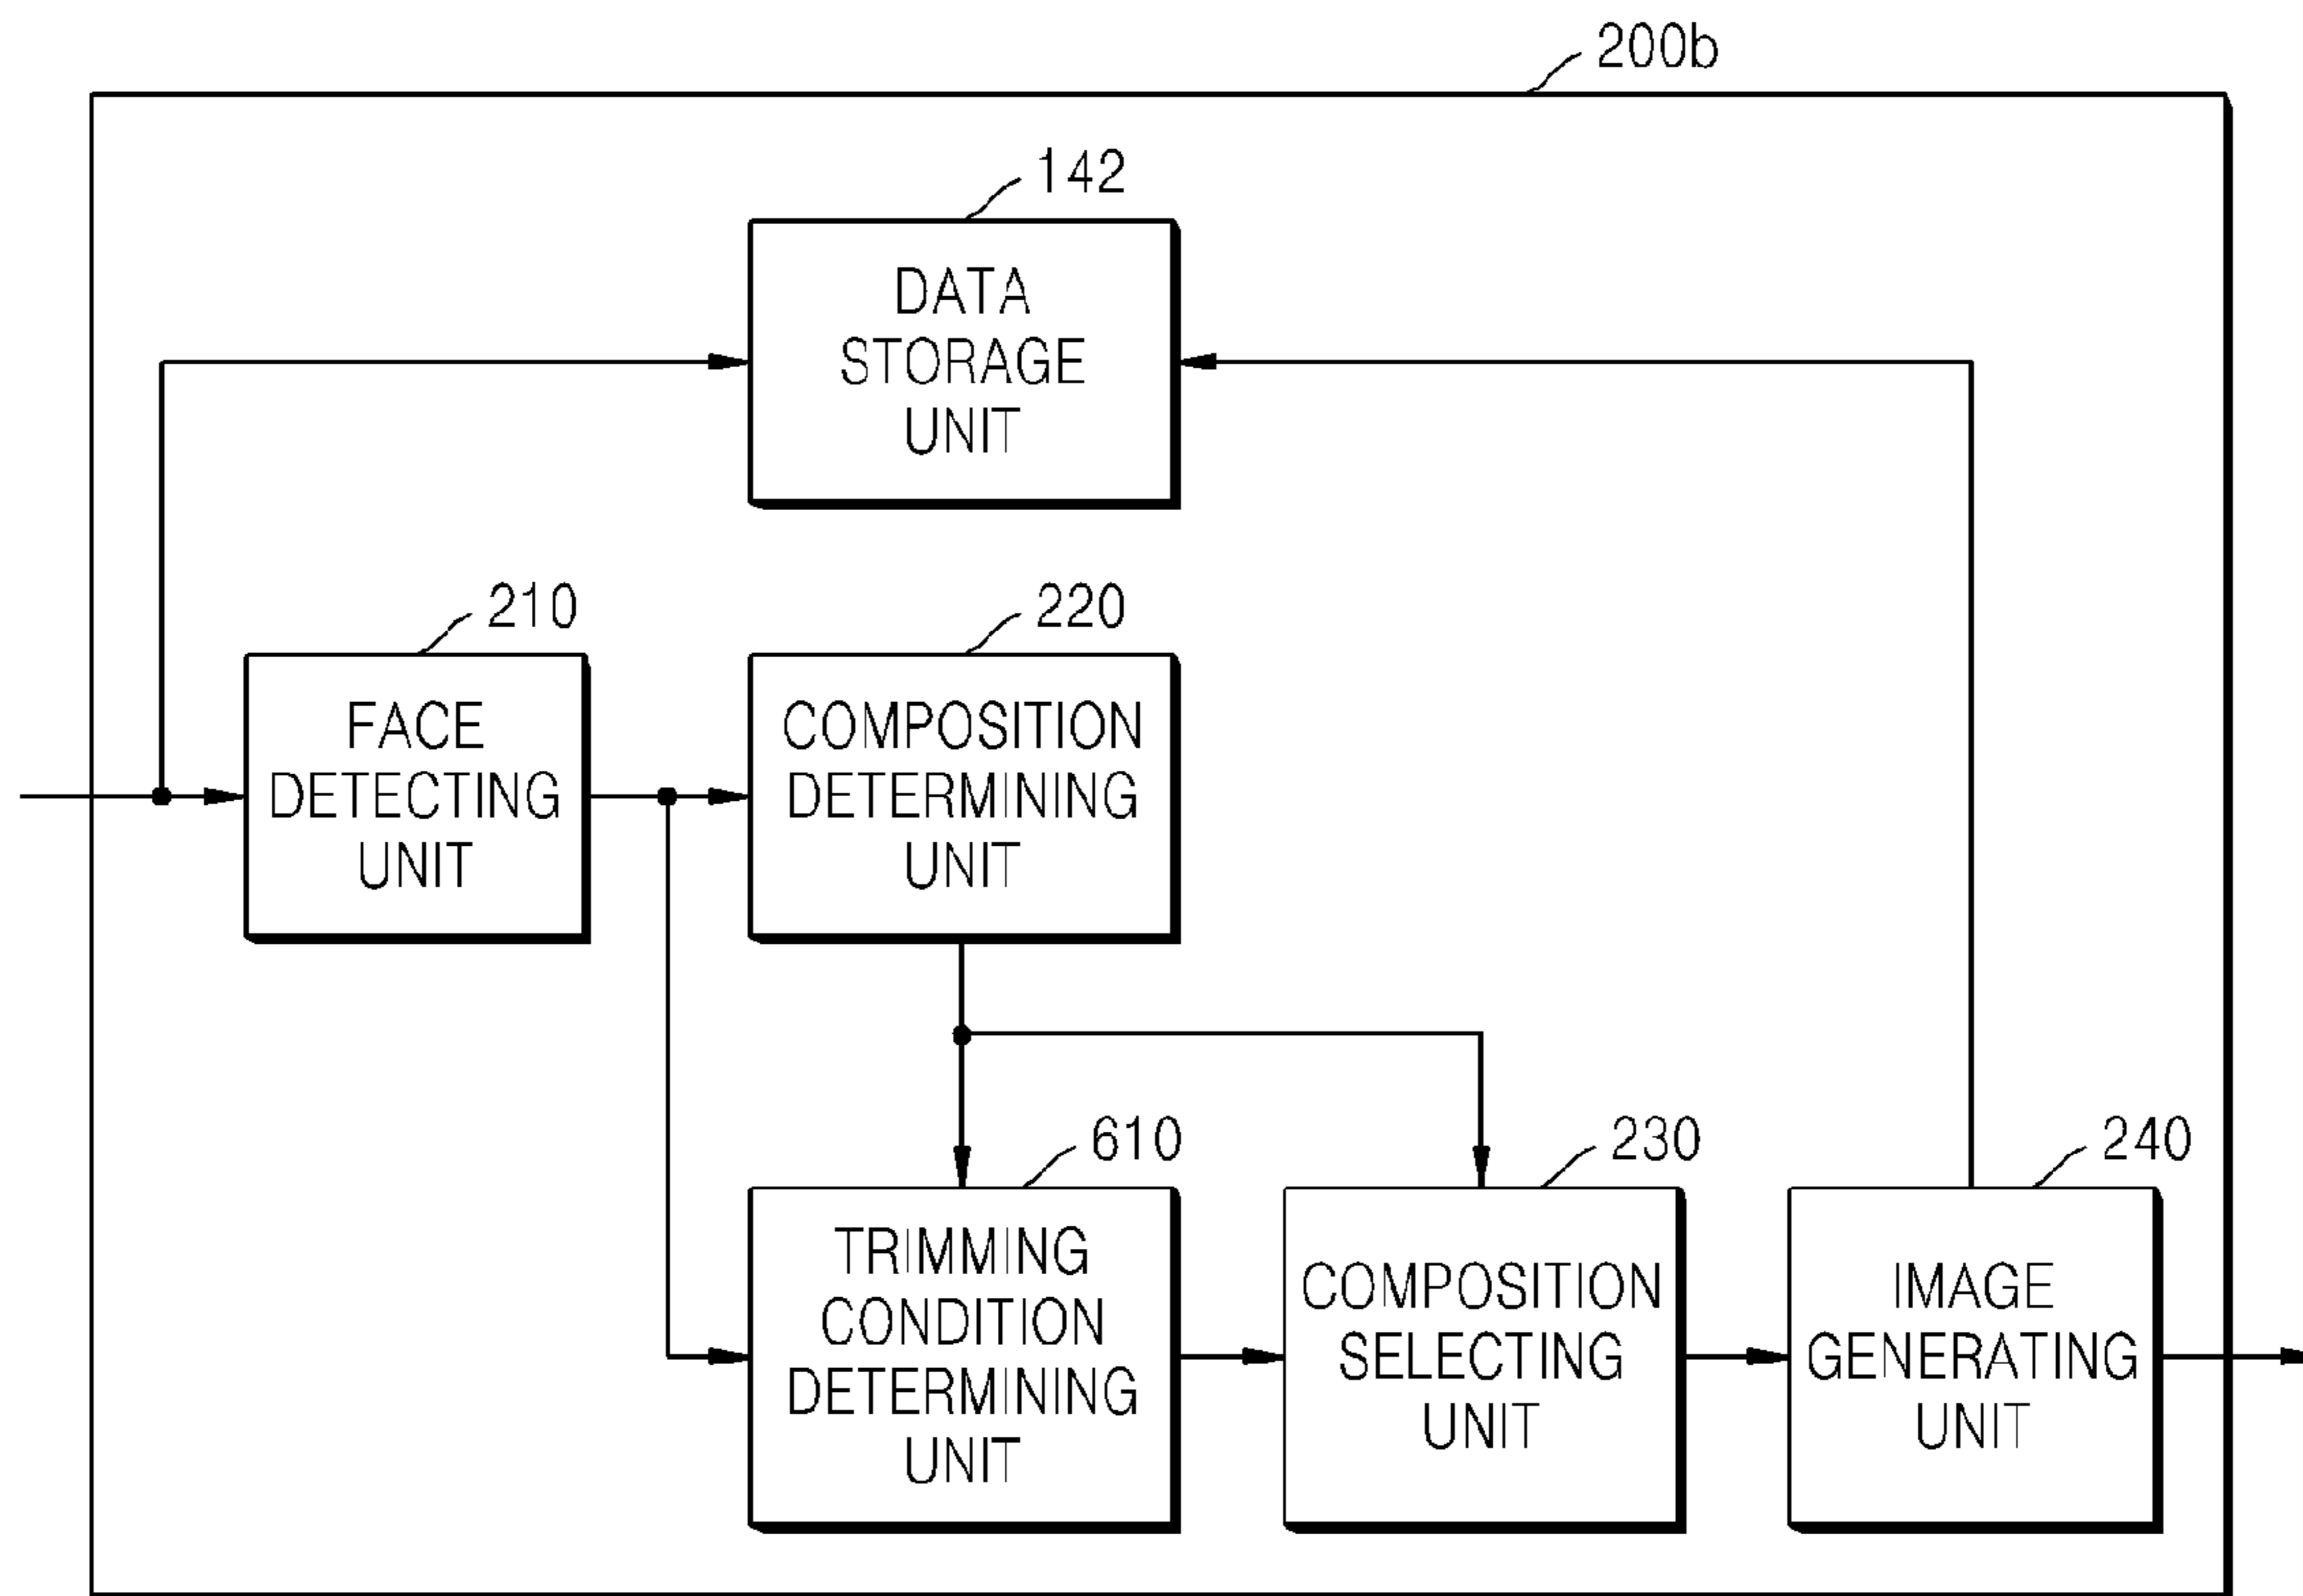 200b
142
DATA
STORAGE
UNIT
210
FACE
DETECTING
UNIT
220
COMPOSITION
DETERMINING
UNIT
610
TRIMMING
CONDITION
DETERMINING
UNIT
230
COMPOSITION
SELECTING
UNIT
240
IMAGE
GENERATING
UNIT